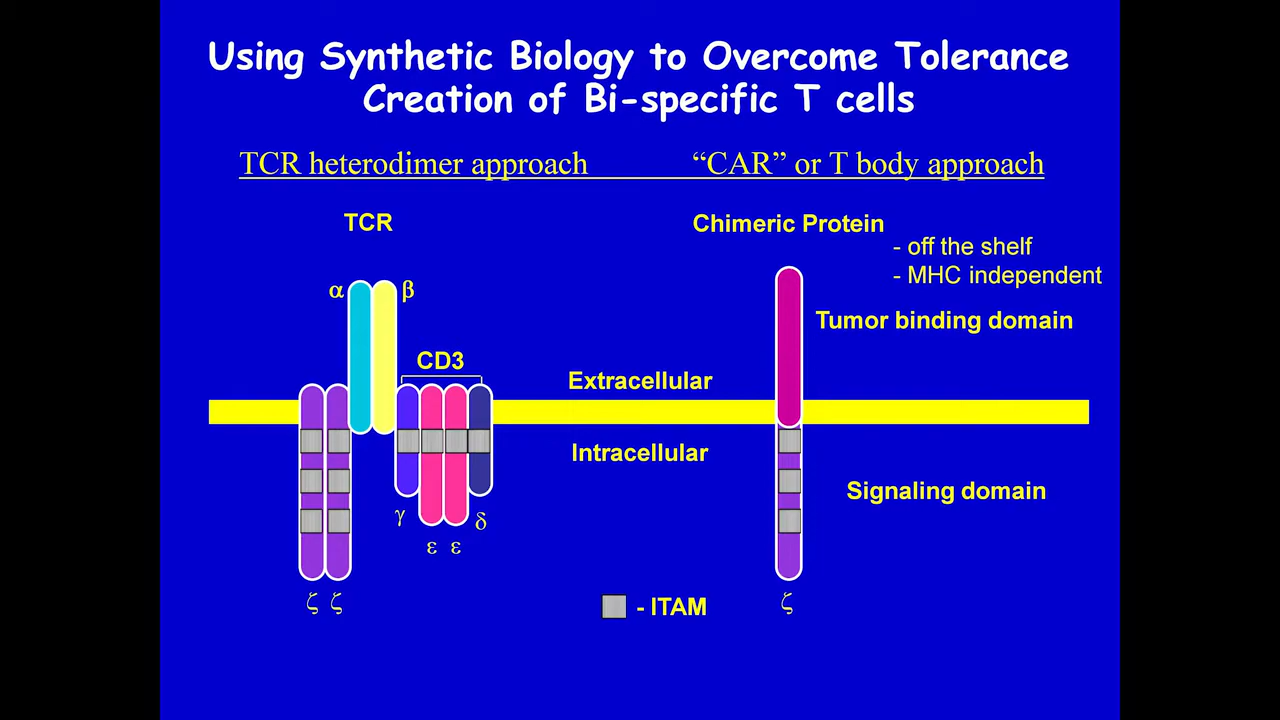 Using Synthetic Biology to Overcome Tolerance
Creation of Bi-specific T cells
TCR heterodimer approach
“CAR” or T body approach
TCR
α
β
CD3
γ
ε ε
δ
ζ ζ
Extracellular
Intracellular
- ITAM
Chimeric Protein
- off the shelf
- MHC independent
Tumor binding domain
Signaling domain
ζ